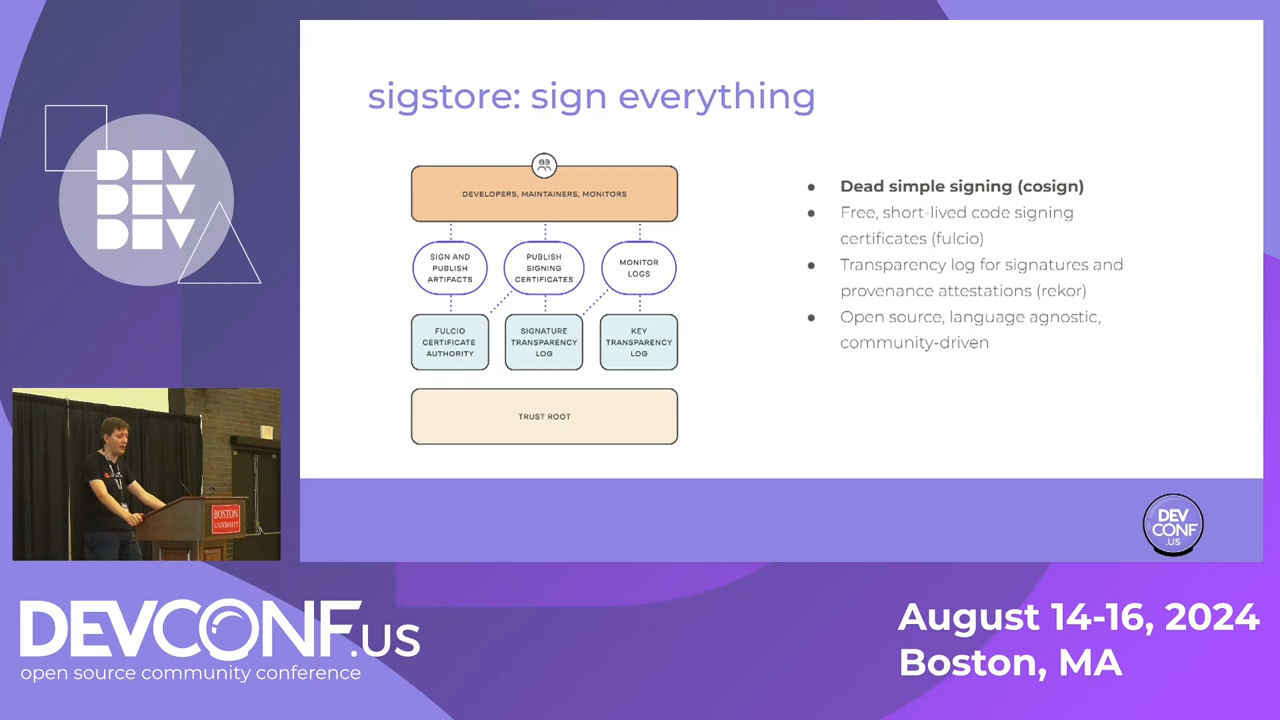 sigstore: sign everything
DEVELOPERS, MAINTAINERS, MONITORS
SIGN AND
PUBLISH
ARTIFACTS
PUBLISH
SIGNING
CERTIFICATES
MONITOR
LOGS
FULCIO
CERTIFICATE
AUTHORITY
SIGNATURE
TRANSPARENCY
LOG
KEY
TRANSPARENCY
LOG
TRUST ROOT
● Dead simple signing (cosign)
● Free, short-lived code signing
certificates (fulcio)
● Transparency log for signatures and
provenance attestations (rekor)
● Open source, language agnostic,
community-driven
DEV
DEV
DEV
BOSTON
UNIVERSITY
DEV
CONF
.US
DEVCONF.US
open source community conference
August 14-16, 2024
Boston, MA